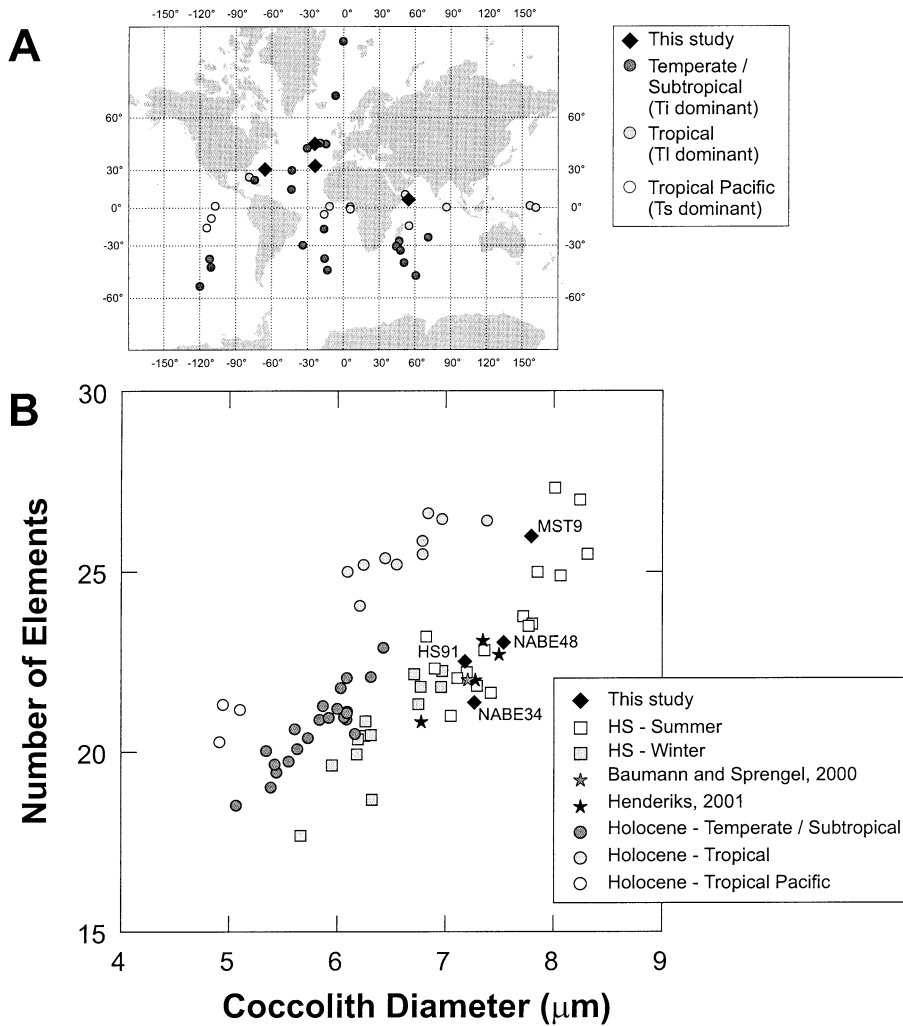 A
-150° -120° -90° -60° -30° 0° 30° 60° 90° 120° 150°
60° 60°
30° 30°
0° 0°
-30° -30°
-60° -60°
-150° -120° -90° -60° -30° 0° 30° 60° 90° 120° 150°
This study
Temperate /
Subtropical
(Ti dominant)
Tropical
(Tl dominant)
Tropical Pacific
(Ts dominant)
B
30
25
20
15
Number of Elements
MST9
NABE48
HS91
NABE34
This study
HS - Summer
HS - Winter
Baumann and Sprengel, 2000
Henderiks, 2001
Holocene - Temperate / Subtropical
Holocene - Tropical
Holocene - Tropical Pacific
4 5 6 7 8 9
Coccolith Diameter (μm)